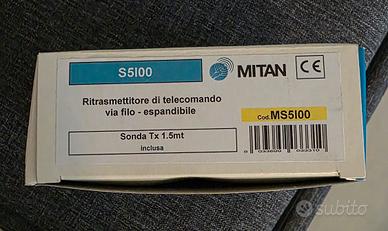 S5I00
MITAN
CE
Ritrasmettitore di telecomando
via filo - espandibile
Cod.MS5I00
Sonda Tx 1.5mt
inclusa
subito